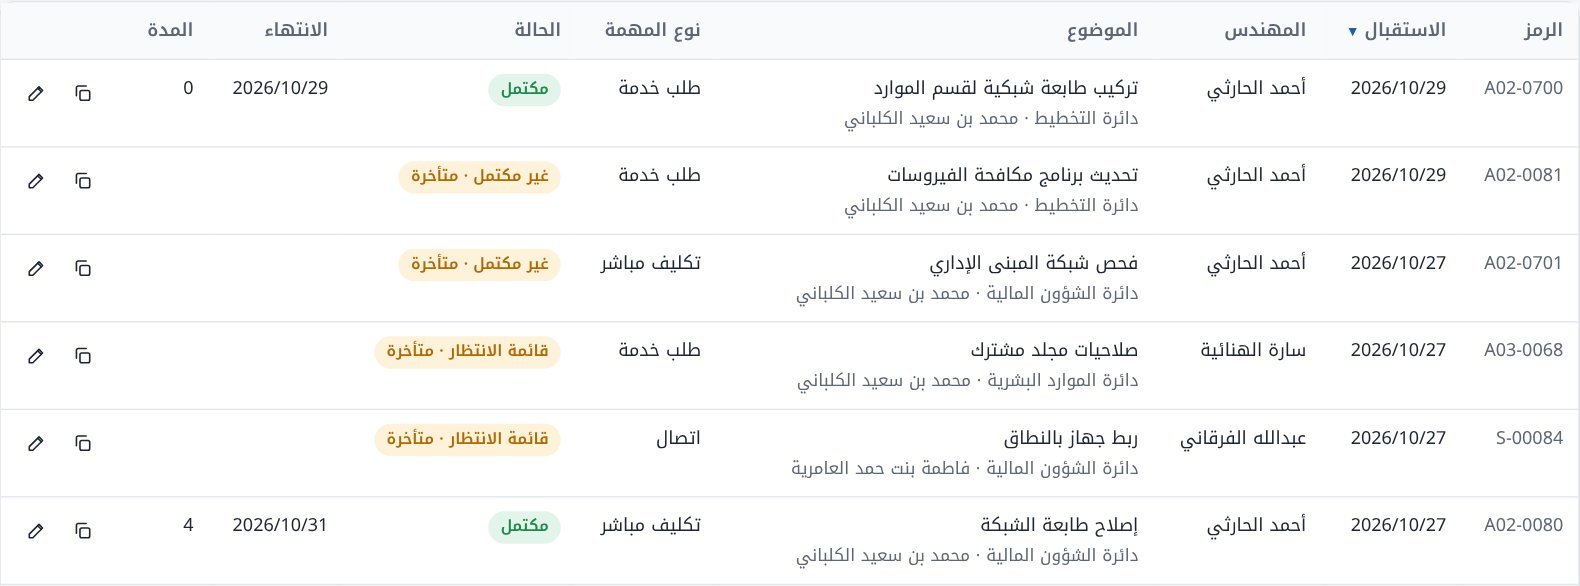 الرمز الاستقبال ▼ المهندس الموضوع نوع المهمة الحالة الانتهاء المدة
A02-0700 2026/10/29 أحمد الحارثي تركيب طابعة شبكية لقسم الموارد طلب خدمة مكتمل 2026/10/29 0
دائرة التخطيط · محمد بن سعيد الكلباني
A02-0081 2026/10/29 أحمد الحارثي تحديث برنامج مكافحة الفيروسات طلب خدمة غير مكتمل · متأخرة
دائرة التخطيط · محمد بن سعيد الكلباني
A02-0701 2026/10/27 أحمد الحارثي فحص شبكة المبنى الإداري تكليف مباشر غير مكتمل · متأخرة
دائرة الشؤون المالية · محمد بن سعيد الكلباني
A03-0068 2026/10/27 سارة الهنائية صلاحيات مجلد مشترك طلب خدمة قائمة الانتظار · متأخرة
دائرة الموارد البشرية · محمد بن سعيد الكلباني
S-00084 2026/10/27 عبدالله الفرقاني ربط جهاز بالنطاق اتصال قائمة الانتظار · متأخرة
دائرة الشؤون المالية · فاطمة بنت حمد العامرية
A02-0080 2026/10/27 أحمد الحارثي إصلاح طابعة الشبكة تكليف مباشر مكتمل 2026/10/31 4
دائرة الشؤون المالية · محمد بن سعيد الكلباني